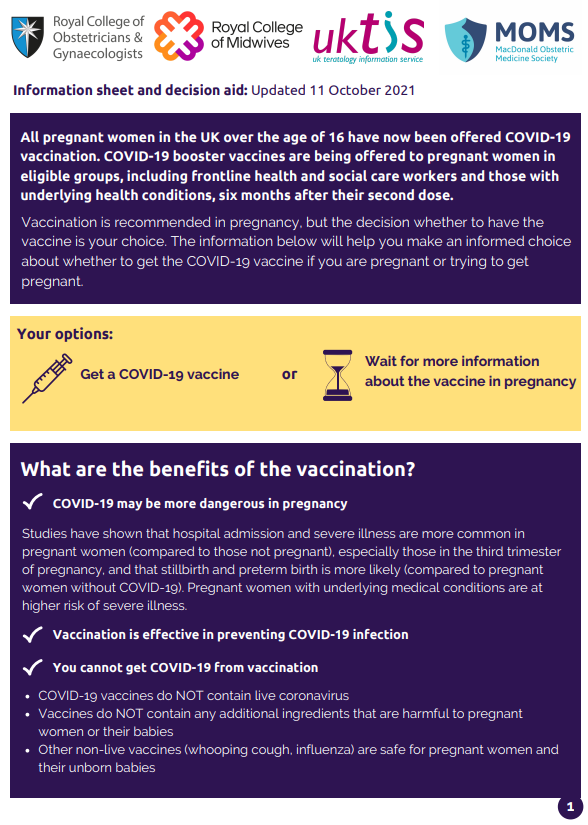 Royal College of
Obstetricians &
Gynaecologists
Royal College
of Midwives
uktis
uk teratology information service
MOMS
MacDonald Obstetric
Medicine Society
Information sheet and decision aid: Updated 11 October 2021
All pregnant women in the UK over the age of 16 have now been offered COVID-19
vaccination. COVID-19 booster vaccines are being offered to pregnant women in
eligible groups, including frontline health and social care workers and those with
underlying health conditions, six months after their second dose.
Vaccination is recommended in pregnancy, but the decision whether to have the
vaccine is your choice. The information below will help you make an informed choice
about whether to get the COVID-19 vaccine if you are pregnant or trying to get
pregnant.
Your options:
Get a COVID-19 vaccine
or
Wait for more information
about the vaccine in pregnancy
What are the benefits of the vaccination?
COVID-19 may be more dangerous in pregnancy
Studies have shown that hospital admission and severe illness are more common in
pregnant women (compared to those not pregnant), especially those in the third trimester
of pregnancy, and that stillbirth and preterm birth is more likely (compared to pregnant
women without COVID-19). Pregnant women with underlying medical conditions are at
higher risk of severe illness.
Vaccination is effective in preventing COVID-19 infection
You cannot get COVID-19 from vaccination
• COVID-19 vaccines do NOT contain live coronavirus
• Vaccines do NOT contain any additional ingredients that are harmful to pregnant
women or their babies
• Other non-live vaccines (whooping cough, influenza) are safe for pregnant women and
their unborn babies
1